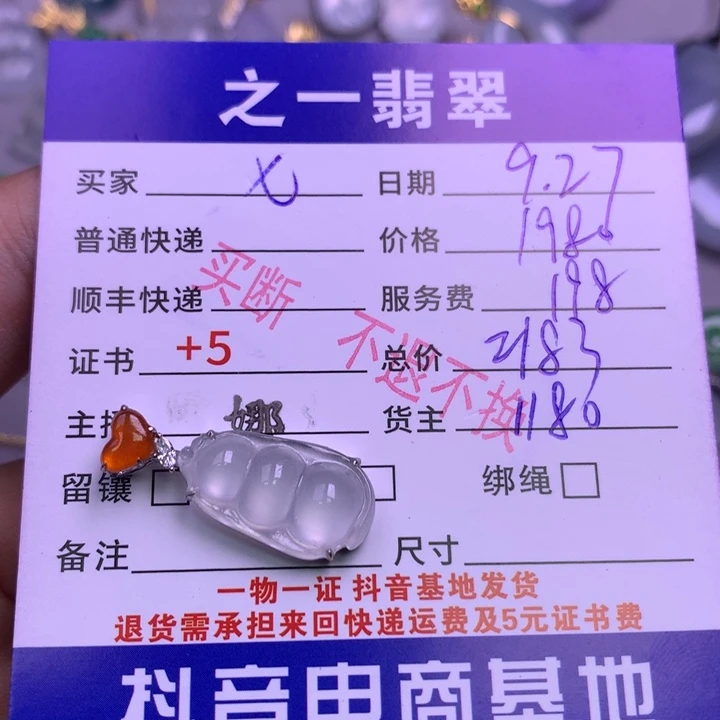 之一翡翠
买家 七 日期 9.27
普通快递 价格 1980
顺丰快递 服务费 198
证书 +5 总价 2183
买断 不退不换
主播 娜 货主 1180
留镶 绑绳
备注 尺寸
一物一证 抖音基地发货
退货需承担来回快递运费及5元证书费
抖音电商基地